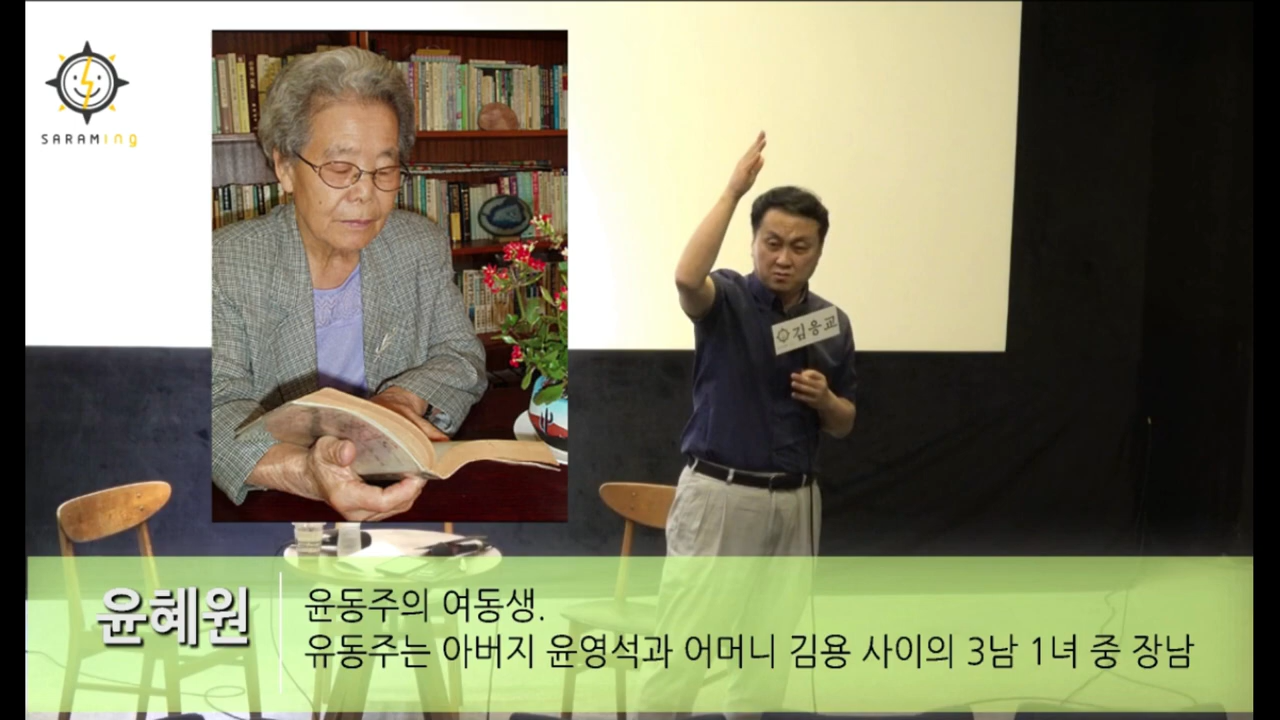 SARAMing
김응교
윤혜원
윤동주의 여동생.
유동주는 아버지 윤영석과 어머니 김용 사이의 3남 1녀 중 장남